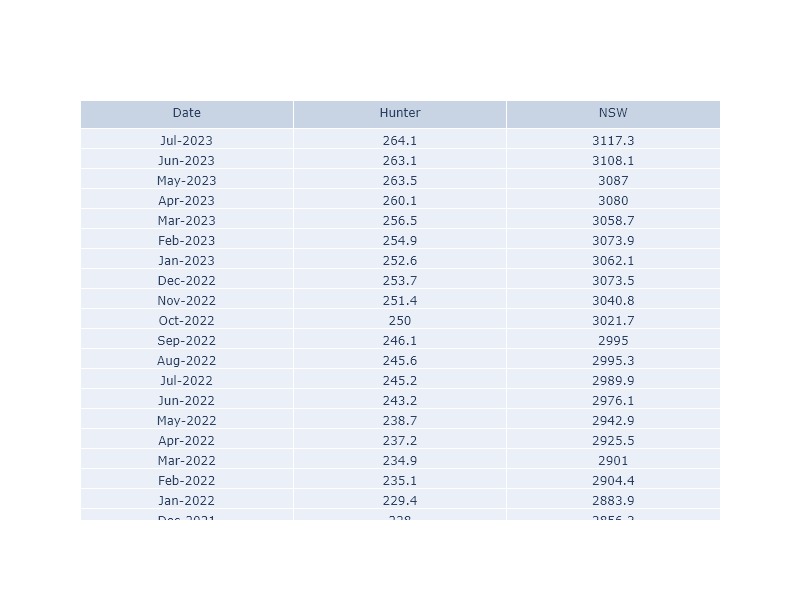 Date Hunter NSW
Jul-2023 264.1 3117.3
Jun-2023 263.1 3108.1
May-2023 263.5 3087
Apr-2023 260.1 3080
Mar-2023 256.5 3058.7
Feb-2023 254.9 3073.9
Jan-2023 252.6 3062.1
Dec-2022 253.7 3073.5
Nov-2022 251.4 3040.8
Oct-2022 250 3021.7
Sep-2022 246.1 2995
Aug-2022 245.6 2995.3
Jul-2022 245.2 2989.9
Jun-2022 243.2 2976.1
May-2022 238.7 2942.9
Apr-2022 237.2 2925.5
Mar-2022 234.9 2901
Feb-2022 235.1 2904.4
Jan-2022 229.4 2883.9
Dec-2021